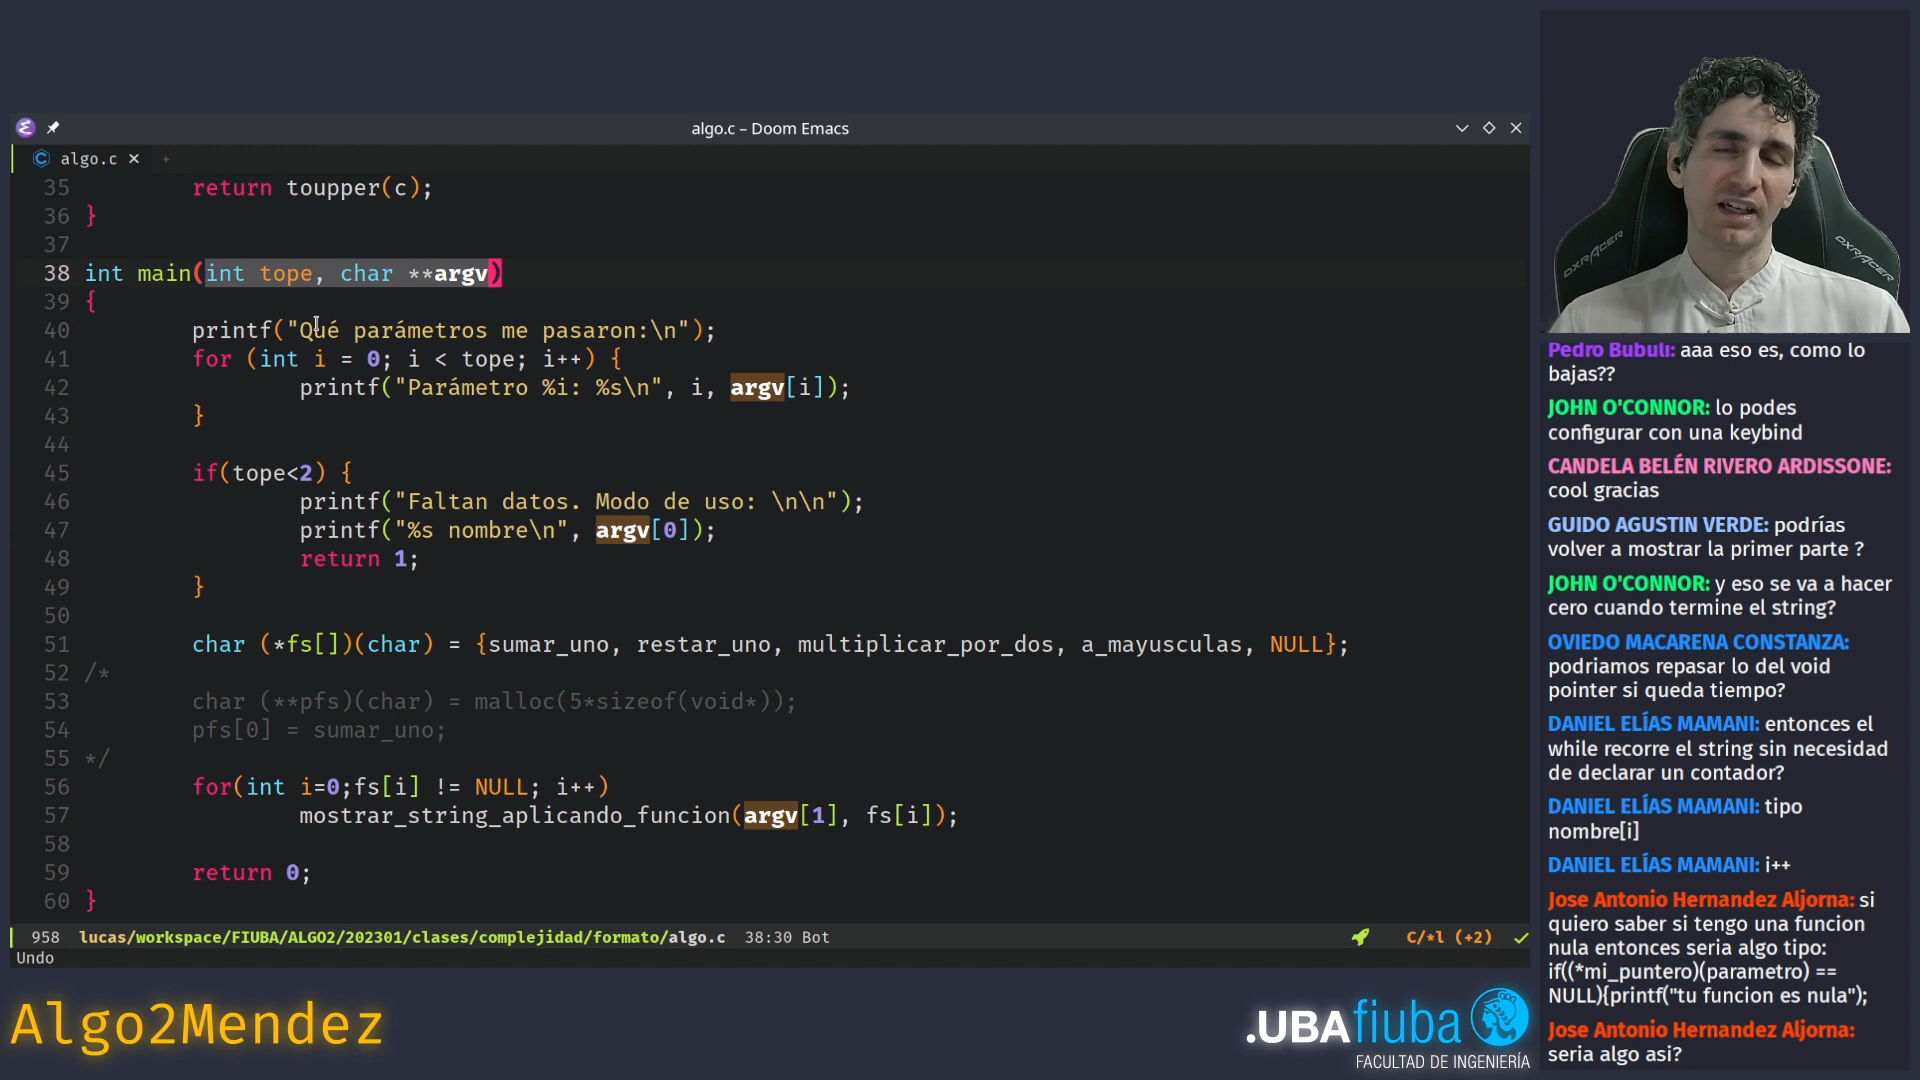 algo.c – Doom Emacs
algo.c
35 return toupper(c);
36 }
37
38 int main(int tope, char **argv)
39 {
40 printf("Qué parámetros me pasaron:\n");
41 for (int i = 0; i < tope; i++) {
42 printf("Parámetro %i: %s\n", i, argv[i]);
43 }
44
45 if(tope<2) {
46 printf("Faltan datos. Modo de uso: \n\n");
47 printf("%s nombre\n", argv[0]);
48 return 1;
49 }
50
51 char (*fs[])(char) = {sumar_uno, restar_uno, multiplicar_por_dos, a_mayusculas, NULL};
52 /*
53 char (**pfs)(char) = malloc(5*sizeof(void*));
54 pfs[0] = sumar_uno;
55 */
56 for(int i=0;fs[i] != NULL; i++)
57 mostrar_string_aplicando_funcion(argv[1], fs[i]);
58
59 return 0;
60 }
958 lucas/workspace/FIUBA/ALGO2/202301/clases/complejidad/formato/algo.c 38:30 Bot C/*l (+2)
Undo
Algo2Mendez
.UBAfiuba
FACULTAD DE INGENIERÍA
DXRACER
DXRACER
Pedro Bubuli: aaa eso es, como lo
bajas??
JOHN O'CONNOR: lo podes
configurar con una keybind
CANDELA BELÉN RIVERO ARDISSONE:
cool gracias
GUIDO AGUSTIN VERDE: podrías
volver a mostrar la primer parte ?
JOHN O'CONNOR: y eso se va a hacer
cero cuando termine el string?
OVIEDO MACARENA CONSTANZA:
podriamos repasar lo del void
pointer si queda tiempo?
DANIEL ELÍAS MAMANI: entonces el
while recorre el string sin necesidad
de declarar un contador?
DANIEL ELÍAS MAMANI: tipo
nombre[i]
DANIEL ELÍAS MAMANI: i++
Jose Antonio Hernandez Aljorna: si
quiero saber si tengo una funcion
nula entonces seria algo tipo:
if((*mi_puntero)(parametro) ==
NULL){printf("tu funcion es nula");
Jose Antonio Hernandez Aljorna:
seria algo asi?